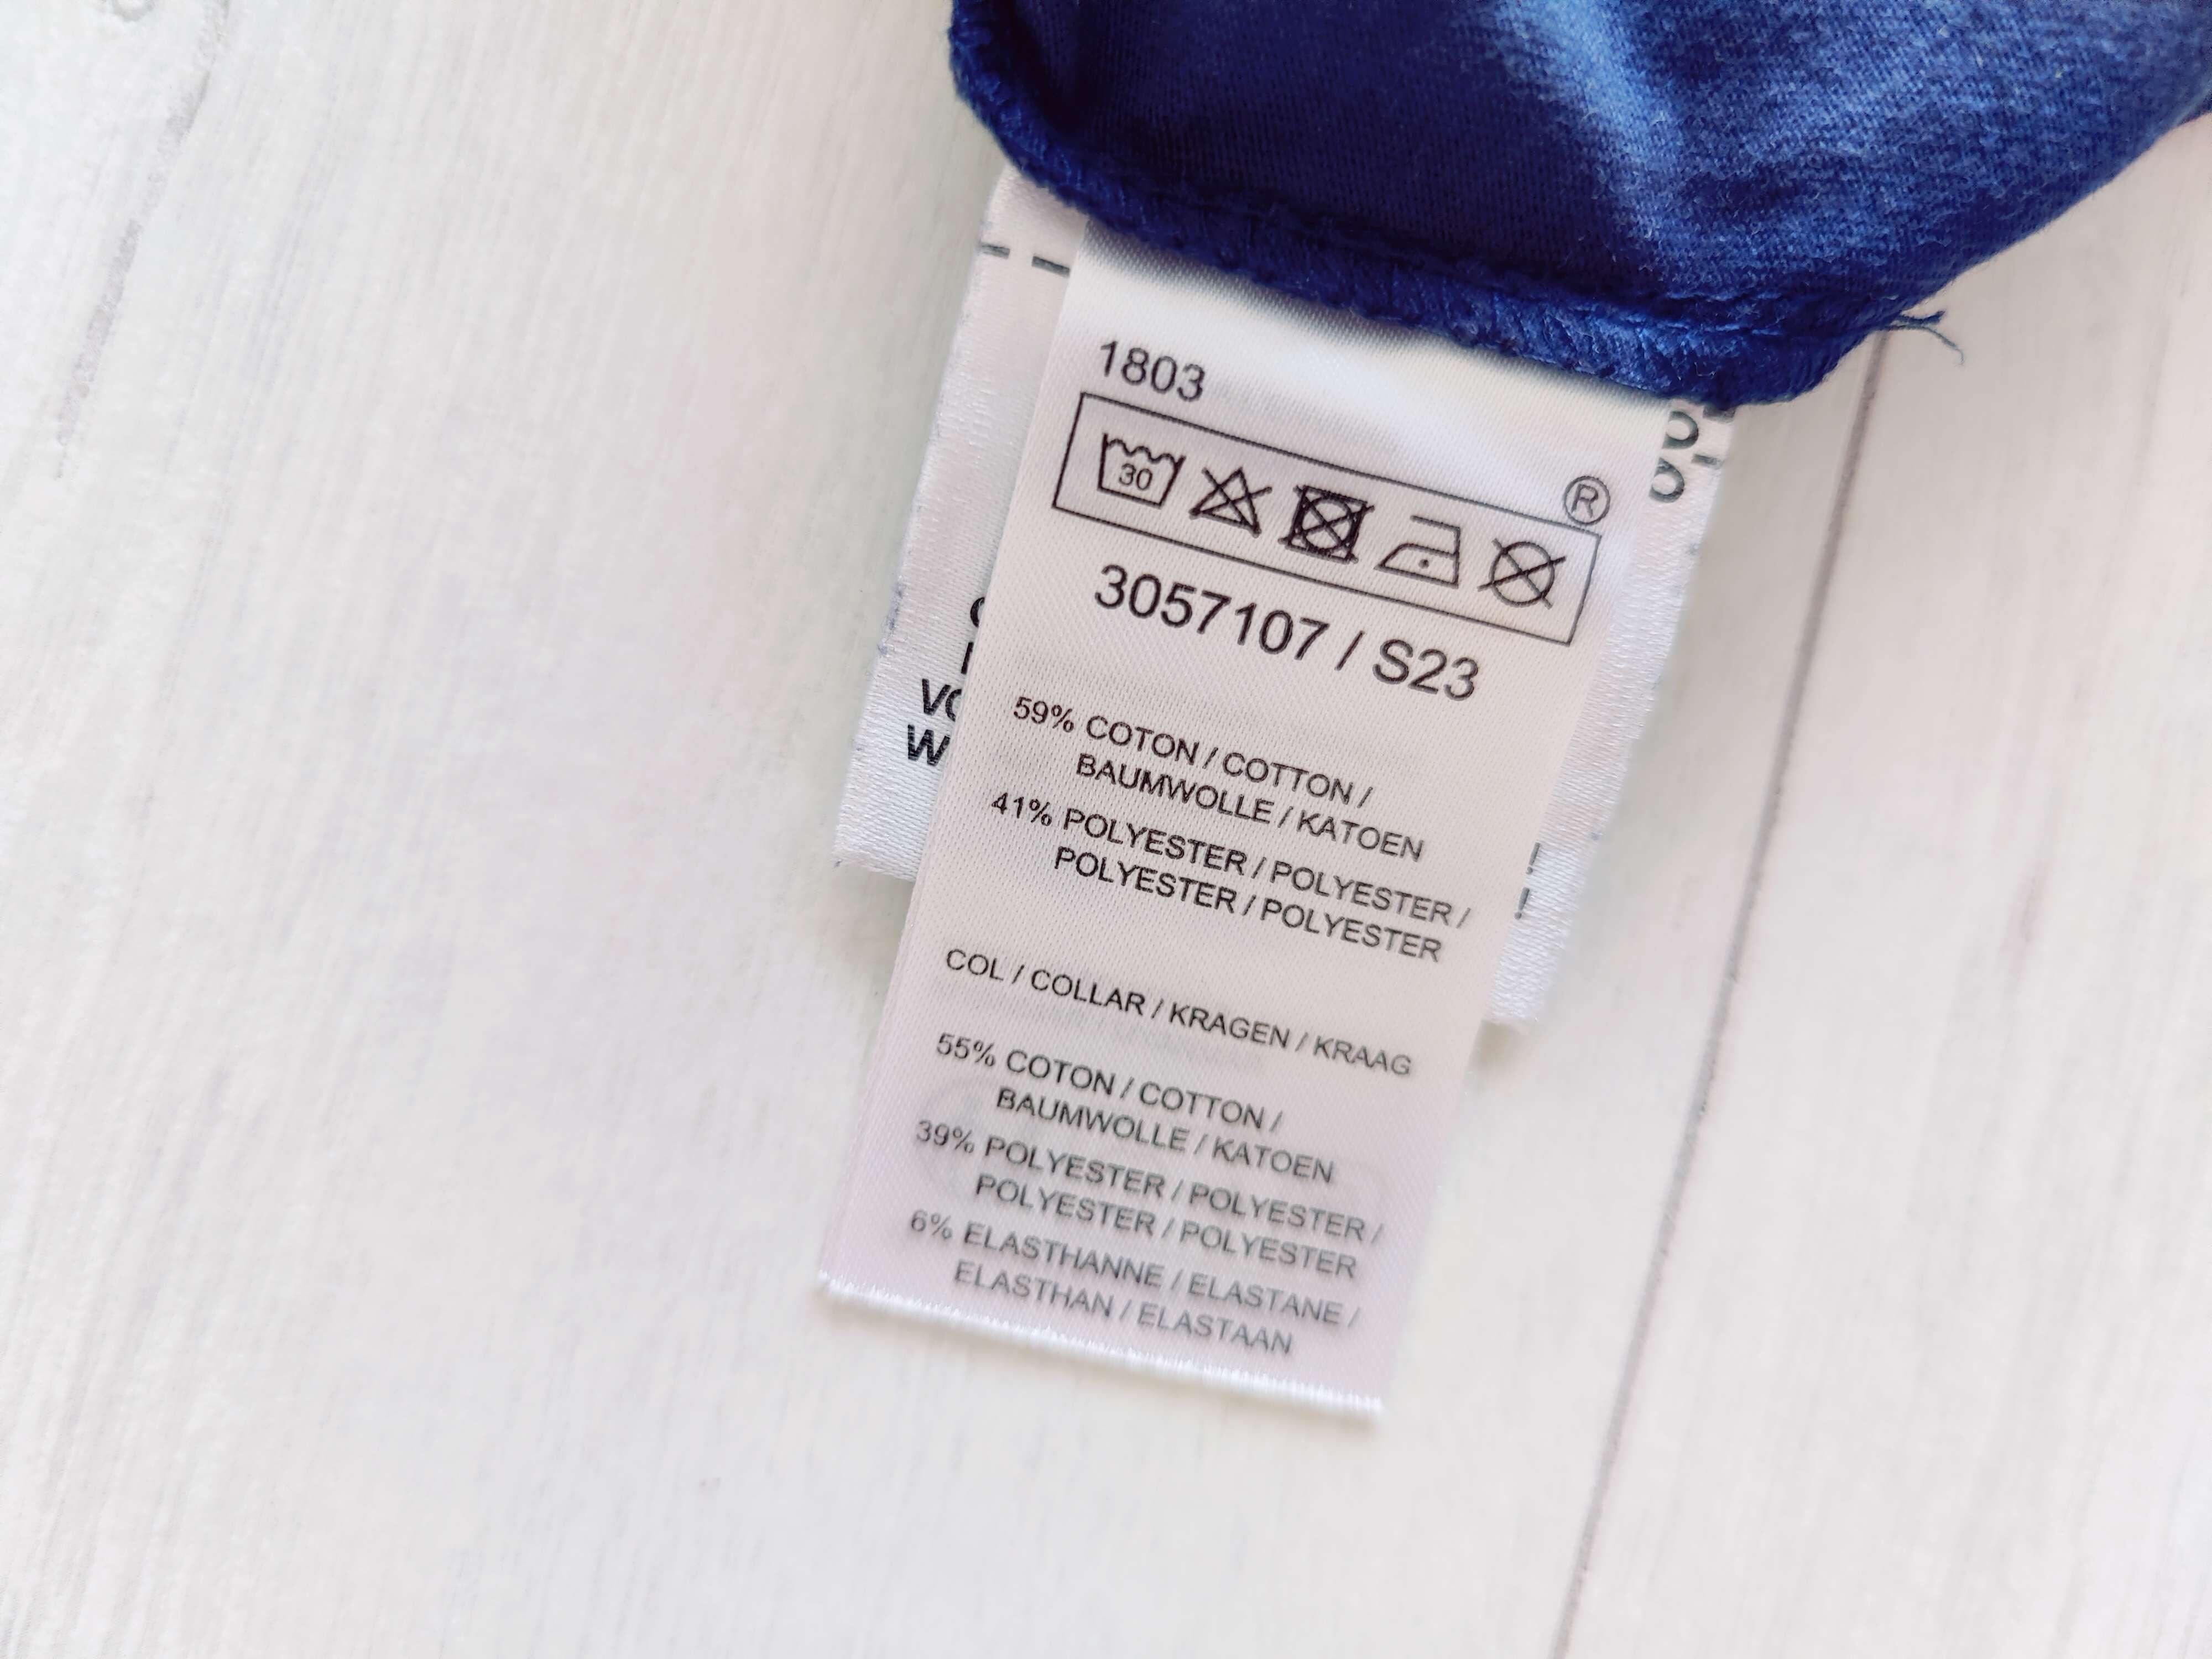 1803
30
®
3057107 / S23
59% COTON / COTTON /
BAUMWOLLE / KATOEN
41% POLYESTER / POLYESTER /
POLYESTER / POLYESTER
COL / COLLAR / KRAGEN / KRAAG
55% COTON / COTTON /
BAUMWOLLE / KATOEN
39% POLYESTER / POLYESTER /
POLYESTER / POLYESTER
6% ELASTHANNE / ELASTANE /
ELASTHAN / ELASTAAN